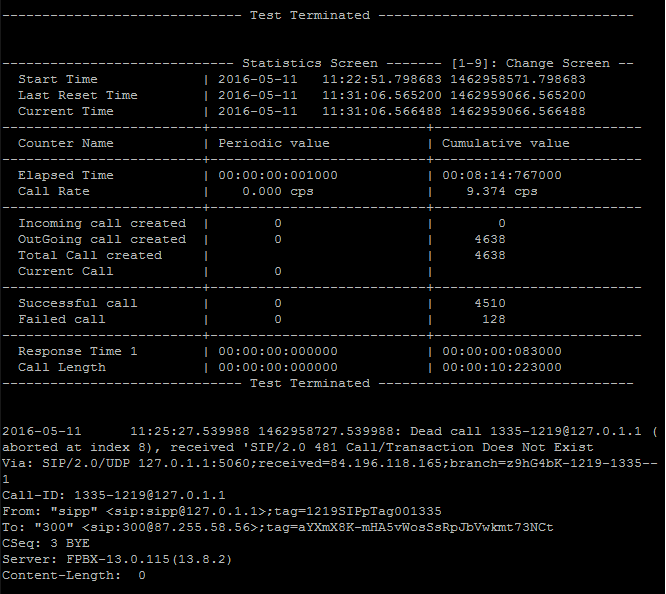 ------------------------------ Test Terminated --------------------------------
----------------------------- Statistics Screen ------- [1-9]: Change Screen --
  Start Time             | 2016-05-11   11:22:51.798683 1462958571.798683
  Last Reset Time        | 2016-05-11   11:31:06.565200 1462959066.565200
  Current Time           | 2016-05-11   11:31:06.566488 1462959066.566488
-------------------------+---------------------------+--------------------------
  Counter Name           | Periodic value            | Cumulative value
-------------------------+---------------------------+--------------------------
  Elapsed Time           | 00:00:00:001000           | 00:08:14:767000
  Call Rate              |    0.000 cps              |    9.374 cps
-------------------------+---------------------------+--------------------------
  Incoming call created  |        0                  |        0
  OutGoing call created  |        0                  |     4638
  Total Call created     |                           |     4638
  Current Call           |        0                  |
-------------------------+---------------------------+--------------------------
  Successful call        |        0                  |     4510
  Failed call            |        0                  |      128
-------------------------+---------------------------+--------------------------
  Response Time 1        | 00:00:00:000000           | 00:00:00:083000
  Call Length            | 00:00:00:000000           | 00:00:10:223000
------------------------------ Test Terminated --------------------------------
2016-05-11      11:25:27.539988 1462958727.539988: Dead call 1335-1219@127.0.1.1 (
aborted at index 8), received 'SIP/2.0 481 Call/Transaction Does Not Exist
Via: SIP/2.0/UDP 127.0.1.1:5060;received=84.196.118.165;branch=z9hG4bK-1219-1335--
1
Call-ID: 1335-1219@127.0.1.1
From: "sipp" <sip:sipp@127.0.1.1>;tag=1219SIPpTag001335
To: "300" <sip:300@87.255.58.56>;tag=aYXmX8K-mHA5vWosSsRpJbVwkmt73NCt
CSeq: 3 BYE
Server: FPBX-13.0.115(13.8.2)
Content-Length:  0